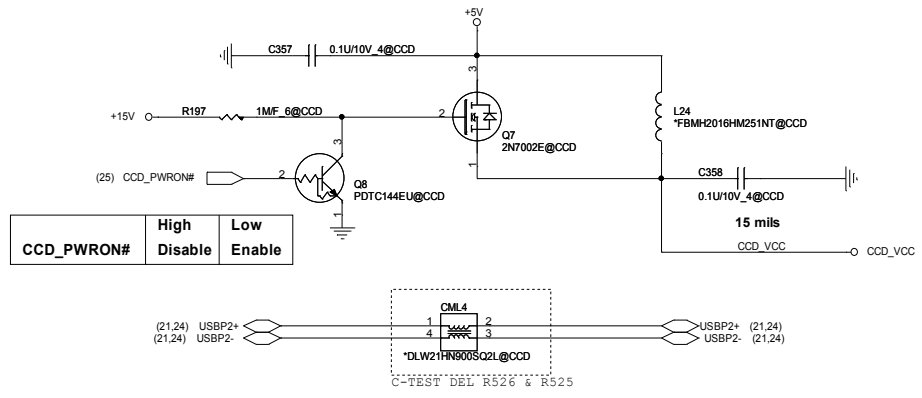 +5V
C357 0.1U/10V_4@CCD
3
+15V R197 1M/F_6@CCD 2
L24
*FBMH2016HM251NT@CCD
Q7
2N7002E@CCD
1
3
(25) CCD_PWRON# 2
Q8
PDTC144EU@CCD
1
C358
0.1U/10V_4@CCD
15 mils
CCD_VCC CCD_VCC
High Low
CCD_PWRON# Disable Enable
CML4
(21,24) USBP2+ 1 2 USBP2+ (21,24)
(21,24) USBP2- 4 3 USBP2- (21,24)
*DLW21HN900SQ2L@CCD
C-TEST DEL R526 & R525